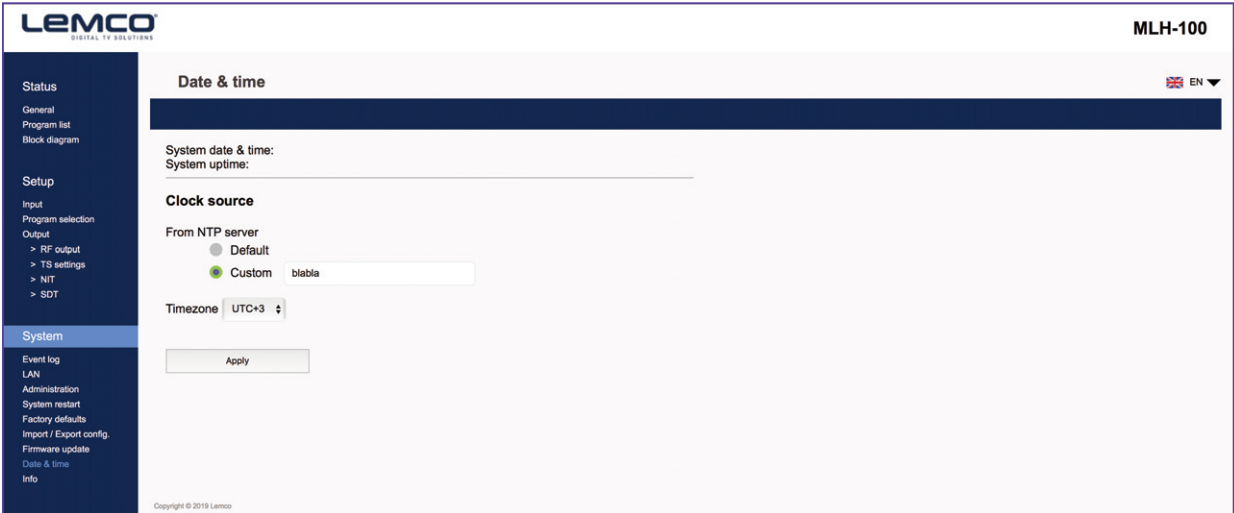 LEMCO
DIGITAL TV SOLUTIONS
MLH-100
Status
General
Program list
Block diagram
Setup
Input
Program selection
Output
> RF output
> TS settings
> NIT
> SDT
System
Event log
LAN
Administration
System restart
Factory defaults
Import / Export config.
Firmware update
Date & time
Info
Date & time
EN
System date & time:
System uptime:
Clock source
From NTP server
Default
Custom blabla
Timezone UTC+3
Apply
Copyright © 2019 Lemco